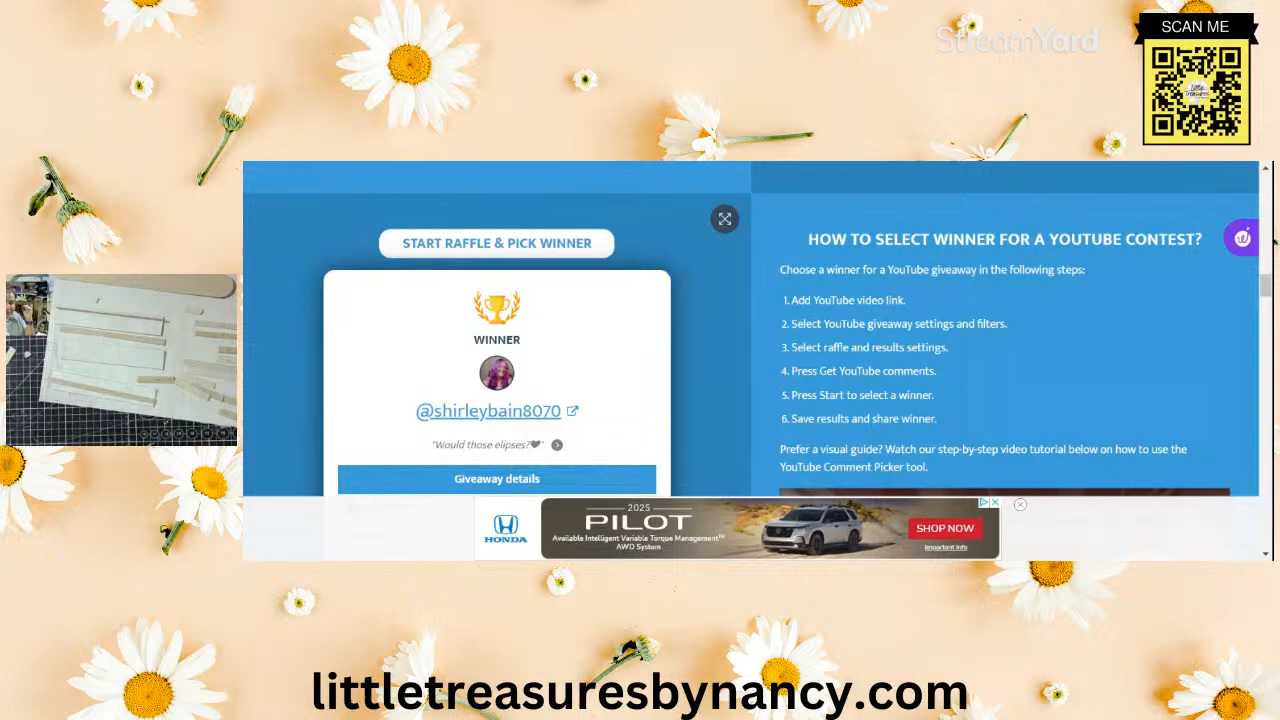 StreamYard
SCAN ME
START RAFFLE & PICK WINNER
WINNER
@shirleybain8070
"Would those elipses?🖤"
Giveaway details
HOW TO SELECT WINNER FOR A YOUTUBE CONTEST?
Choose a winner for a YouTube giveaway in the following steps:
1. Add YouTube video link.
2. Select YouTube giveaway settings and filters.
3. Select raffle and results settings.
4. Press Get YouTube comments.
5. Press Start to select a winner.
6. Save results and share winner.
Prefer a visual guide? Watch our step-by-step video tutorial below on how to use the
YouTube Comment Picker tool.
HONDA
2025
PILOT
Available Intelligent Variable Torque Management™
AWD System
SHOP NOW
Important Info
littletreasuresbynancy.com